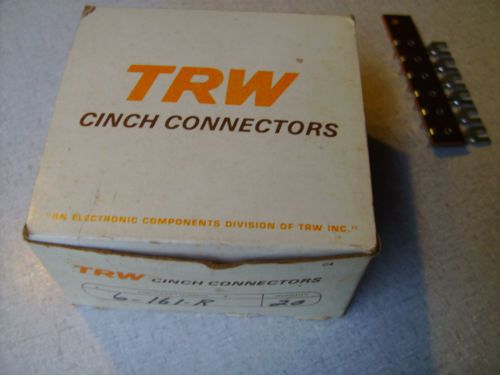 TRW
CINCH CONNECTORS
"AN ELECTRONIC COMPONENTS DIVISION OF TRW INC."
TRW CINCH CONNECTORS
6-161-R 20